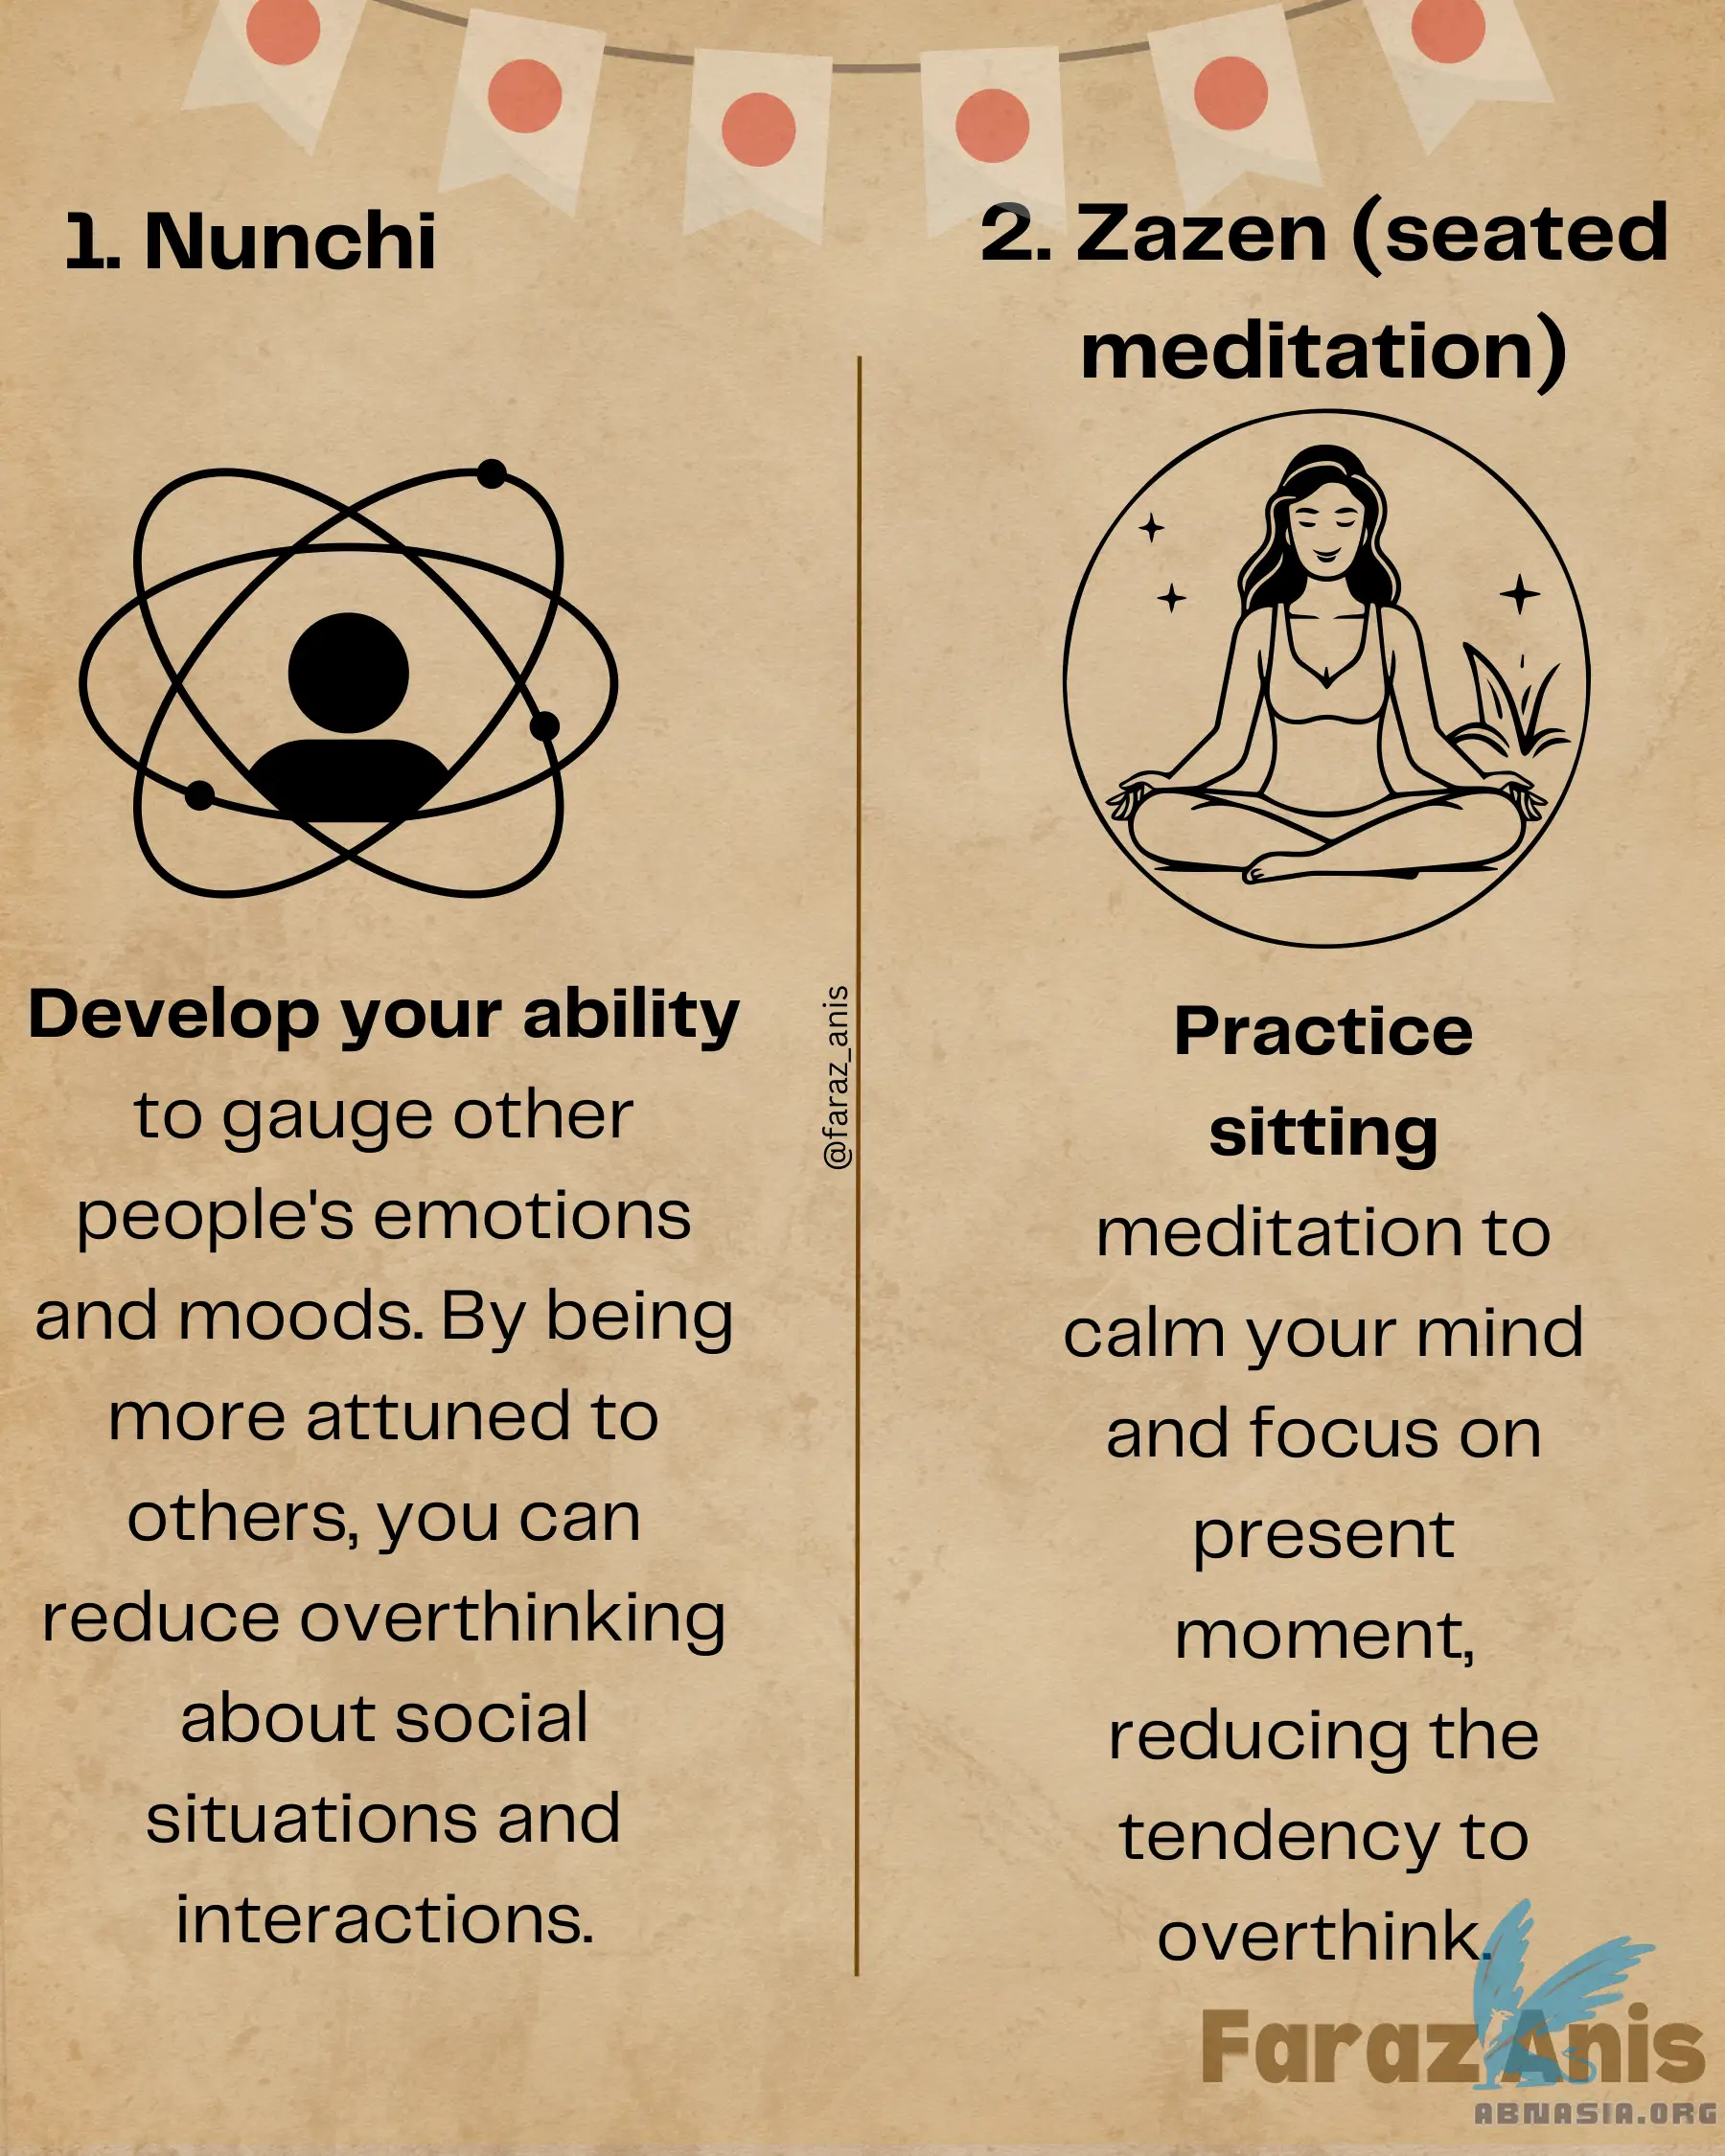 1. Nunchi
Develop your ability
to gauge other
people's emotions
and moods. By being
more attuned to
others, you can
reduce overthinking
about social
situations and
interactions.
@faraz_anis
2. Zazen (seated
meditation)
Practice
sitting
meditation to
calm your mind
and focus on
present
moment,
reducing the
tendency to
overthink.
Faraz Anis
ABNASIA.ORG